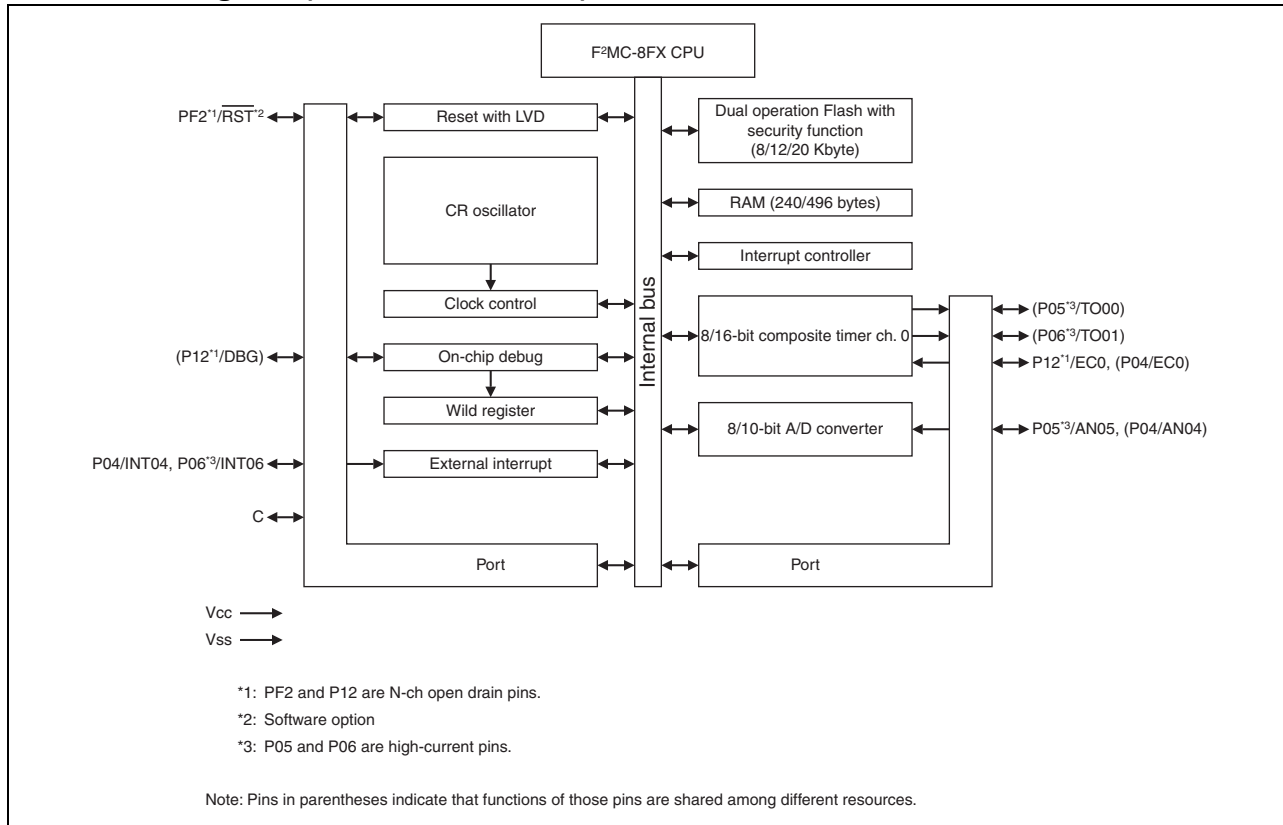 F²MC-8FX CPU
PF2*1/RST*2
Reset with LVD
Dual operation Flash with
security function
(8/12/20 Kbyte)
CR oscillator
RAM (240/496 bytes)
Interrupt controller
Clock control
Internal bus
8/16-bit composite timer ch. 0
(P05*3/TO00)
(P06*3/TO01)
P12*1/EC0, (P04/EC0)
(P12*1/DBG)
On-chip debug
Wild register
8/10-bit A/D converter
P05*3/AN05, (P04/AN04)
P04/INT04, P06*3/INT06
External interrupt
C
Port
Port
Vcc
Vss
*1: PF2 and P12 are N-ch open drain pins.
*2: Software option
*3: P05 and P06 are high-current pins.
Note: Pins in parentheses indicate that functions of those pins are shared among different resources.